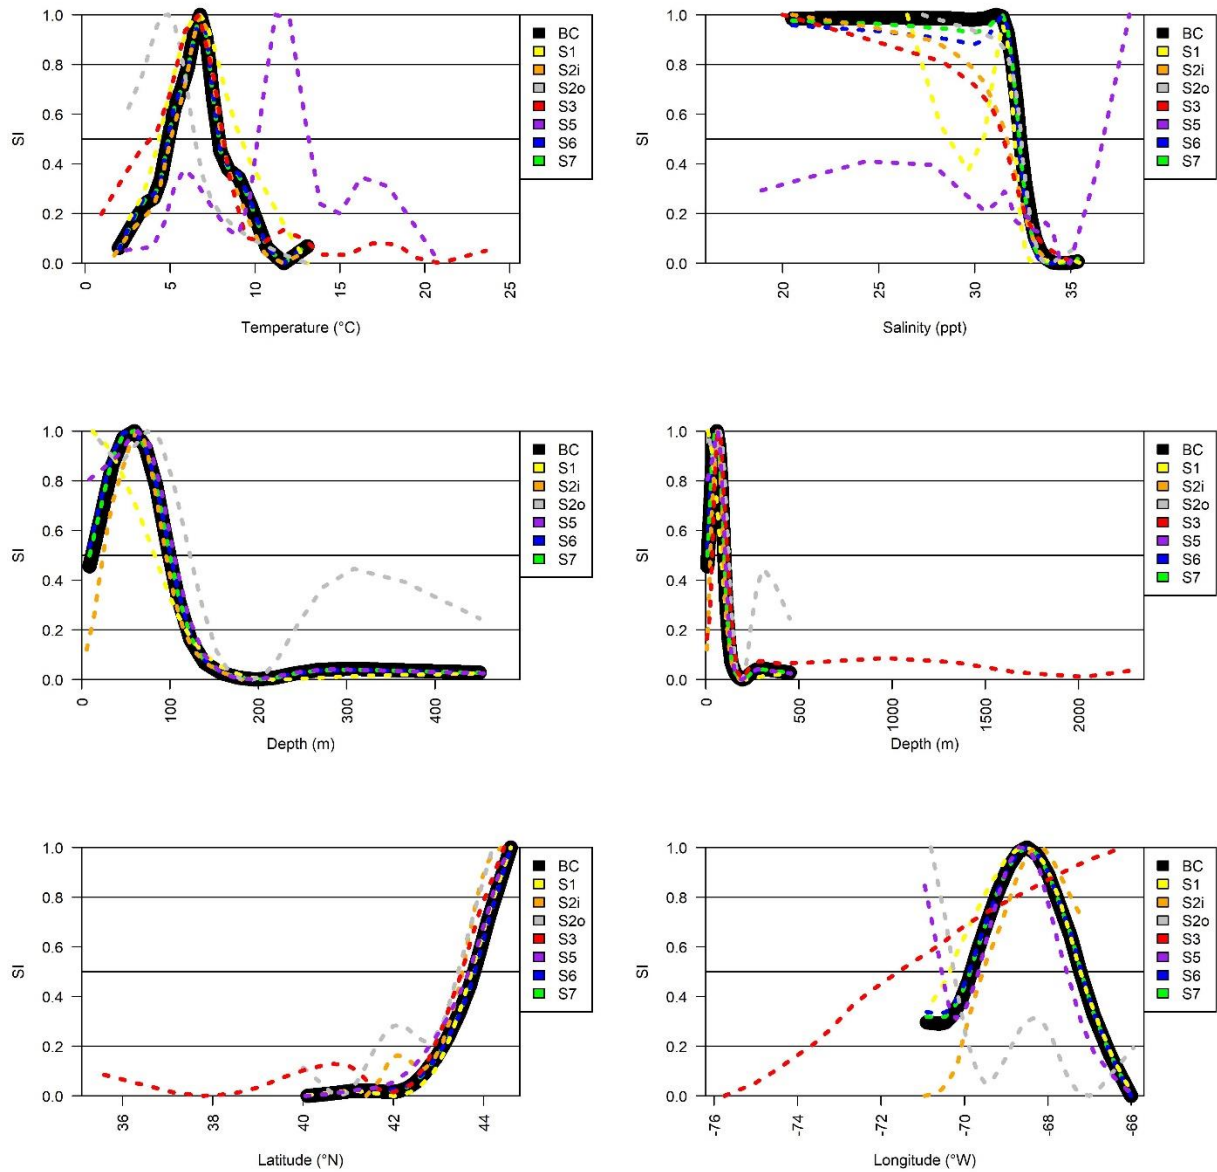 1.0
0.8
0.6
0.4
0.2
0.0
SI
0
5
10
15
20
25
Temperature (°C)
BC
S1
S2i
S2o
S3
S5
S6
S7
1.0
0.8
0.6
0.4
0.2
0.0
SI
20
25
30
35
Salinity (ppt)
BC
S1
S2i
S2o
S3
S5
S6
S7
1.0
0.8
0.6
0.4
0.2
0.0
SI
0
100
200
300
400
Depth (m)
BC
S1
S2i
S2o
S5
S6
S7
1.0
0.8
0.6
0.4
0.2
0.0
SI
0
500
1000
1500
2000
Depth (m)
BC
S1
S2i
S2o
S3
S5
S6
S7
1.0
0.8
0.6
0.4
0.2
0.0
SI
36
38
40
42
44
Latitude (°N)
BC
S1
S2i
S2o
S3
S5
S6
S7
1.0
0.8
0.6
0.4
0.2
0.0
SI
-76
-74
-72
-70
-68
-66
Longitude (°W)
BC
S1
S2i
S2o
S3
S5
S6
S7